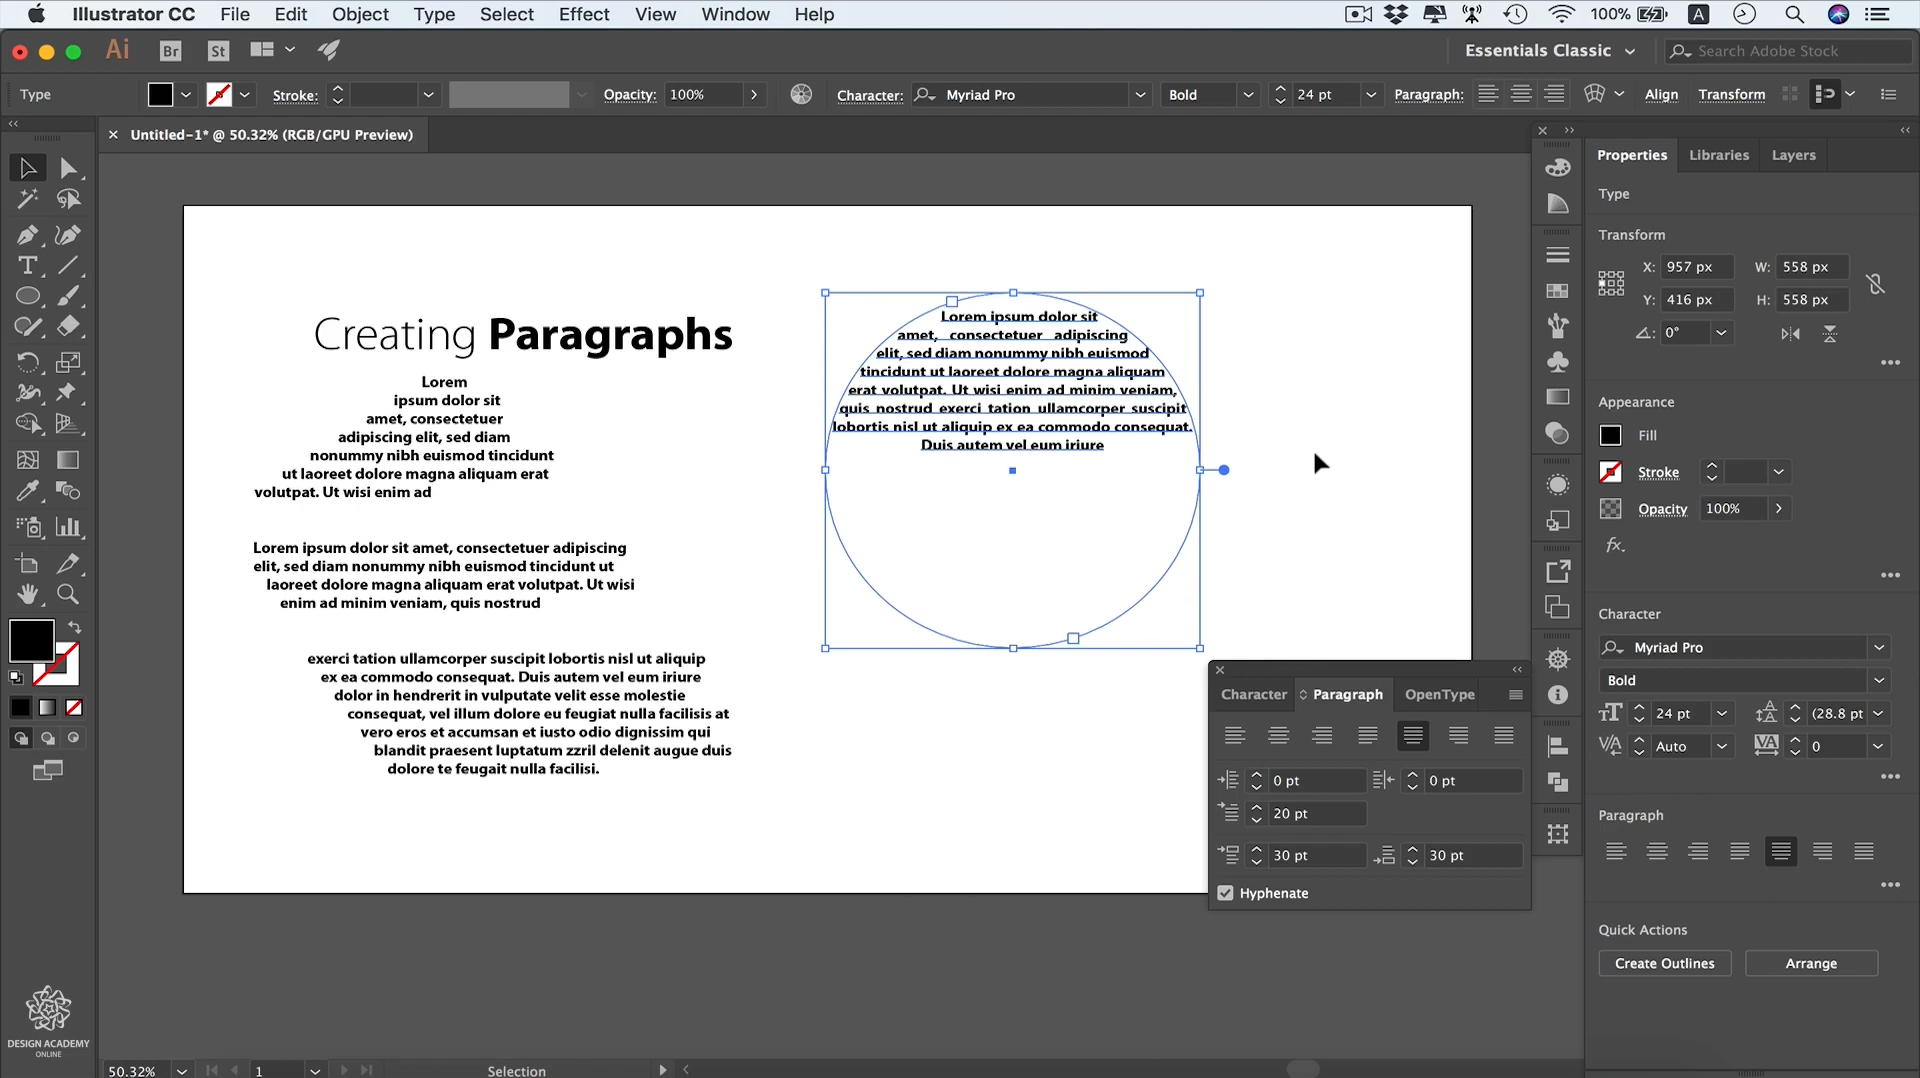 Illustrator CC File Edit Object Type Select Effect View Window Help 100% A
Ai Br St Essentials Classic Search Adobe Stock
Type Stroke: Opacity: 100% Character: Myriad Pro Bold 24 pt Paragraph: Align Transform
Untitled-1* @ 50.32% (RGB/GPU Preview)
Creating Paragraphs
Lorem
ipsum dolor sit
amet, consectetuer
adipiscing elit, sed diam
nonummy nibh euismod tincidunt
ut laoreet dolore magna aliquam erat
volutpat. Ut wisi enim ad
Lorem ipsum dolor sit amet, consectetuer adipiscing
elit, sed diam nonummy nibh euismod tincidunt ut
laoreet dolore magna aliquam erat volutpat. Ut wisi
enim ad minim veniam, quis nostrud
exerci tation ullamcorper suscipit lobortis nisl ut aliquip
ex ea commodo consequat. Duis autem vel eum iriure
dolor in hendrerit in vulputate velit esse molestie
consequat, vel illum dolore eu feugiat nulla facilisis at
vero eros et accumsan et iusto odio dignissim qui
blandit praesent luptatum zzril delenit augue duis
dolore te feugait nulla facilisi.
Lorem ipsum dolor sit
amet, consectetuer adipiscing
elit, sed diam nonummy nibh euismod
tincidunt ut laoreet dolore magna aliquam
erat volutpat. Ut wisi enim ad minim veniam,
quis nostrud exerci tation ullamcorper suscipit
lobortis nisl ut aliquip ex ea commodo consequat.
Duis autem vel eum iriure
Character Paragraph OpenType
0 pt 0 pt
20 pt
30 pt 30 pt
Hyphenate
Properties Libraries Layers
Type
Transform
X: 957 px W: 558 px
Y: 416 px H: 558 px
0°
Appearance
Fill
Stroke
Opacity 100%
fx.
Character
Myriad Pro
Bold
24 pt (28.8 pt
Auto 0
Paragraph
Quick Actions
Create Outlines Arrange
DESIGN ACADEMY
ONLINE
50.32% 1 Selection